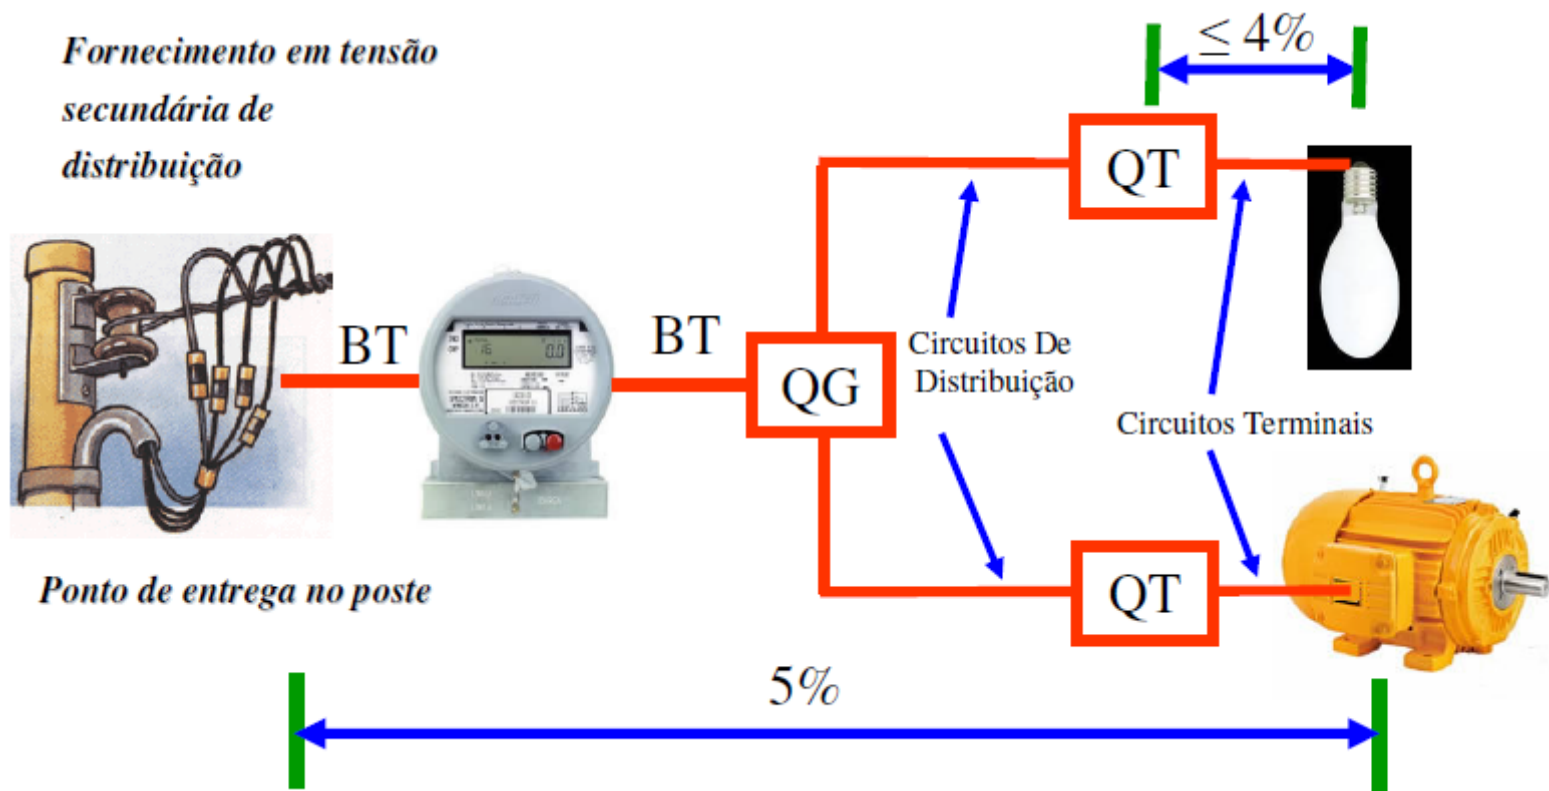 Fornecimento em tensão
secundária de
distribuição
≤ 4%
QT
BT
BT
QG
Circuitos De
Distribuição
Circuitos Terminais
QT
Ponto de entrega no poste
5%